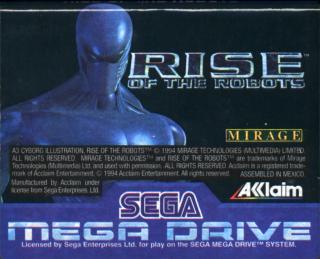 RISE
OF THE ROBOTS™
MIRAGE
A3 CYBORG ILLUSTRATION, RISE OF THE ROBOTS™ © 1994 MIRAGE TECHNOLOGIES (MULTIMEDIA) LIMITED.
ALL RIGHTS RESERVED. MIRAGE TECHNOLOGIES™ and RISE OF THE ROBOTS™ are trademarks of Mirage
Technologies (Multimedia) Ltd. and used with permission. ALL RIGHTS RESERVED. Acclaim is a registered trade-
mark of Acclaim Entertainment. © 1994 Acclaim Entertainment. All rights reserved. ASSEMBLED IN MEXICO.
Manufactured by Acclaim under
license from Sega Enterprises, Ltd.
AKklaim
SEGA
MEGA DRIVE
Licensed by Sega Enterprises Ltd. for play on the SEGA MEGA DRIVE™ SYSTEM.